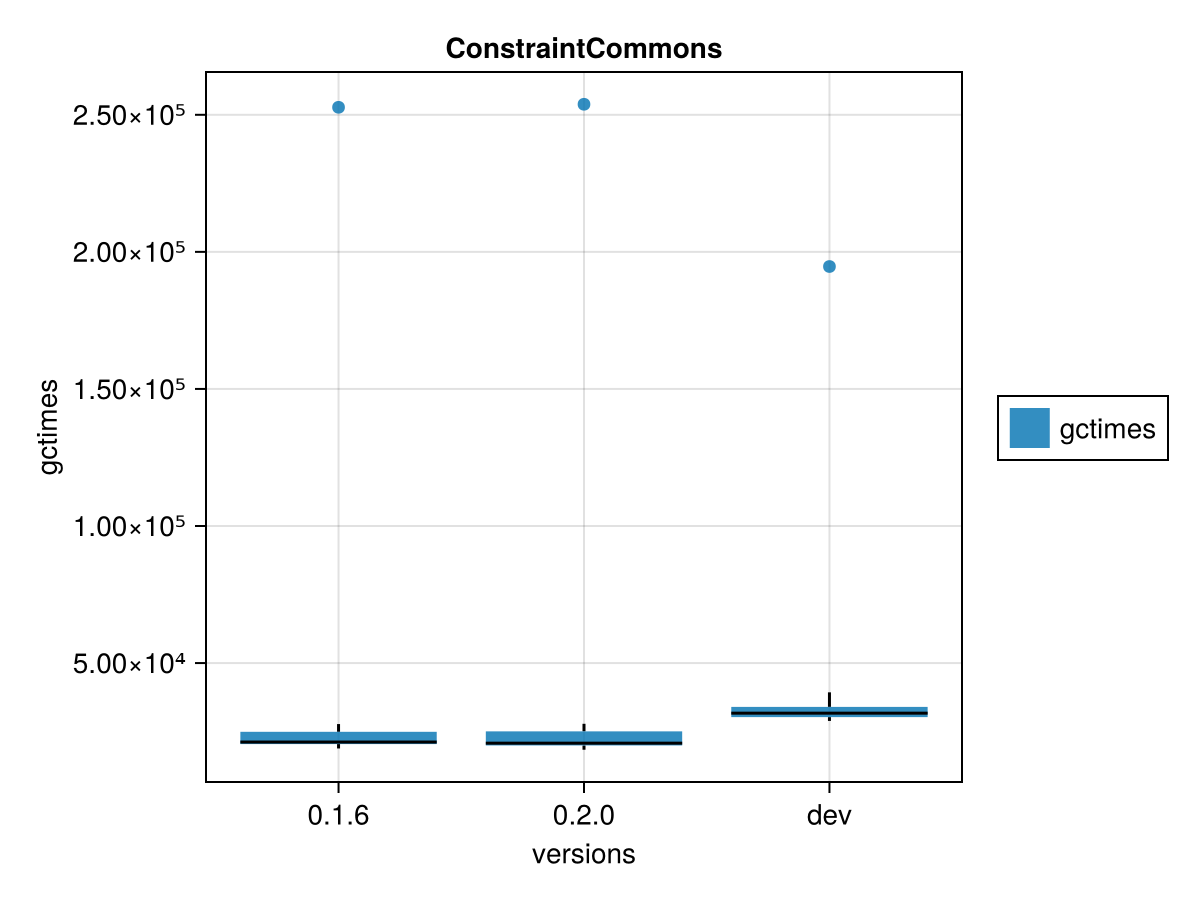 ConstraintCommons
2.50×10⁵
2.00×10⁵
1.50×10⁵
1.00×10⁵
5.00×10⁴
gctimes
0.1.6
0.2.0
dev
versions
gctimes